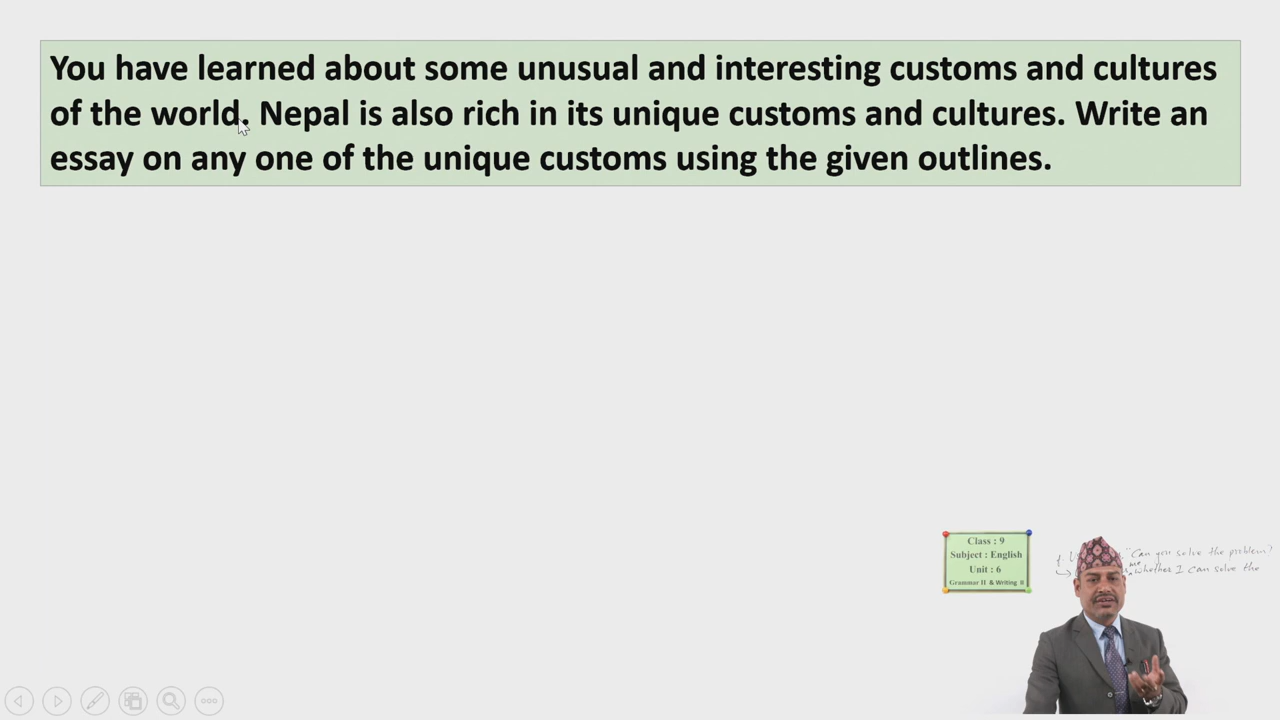 You have learned about some unusual and interesting customs and cultures
of the world. Nepal is also rich in its unique customs and cultures. Write an
essay on any one of the unique customs using the given outlines.
Class : 9
Subject : English
Unit : 6
Grammar II & Writing II
"Can you solve the problem?
me whether I can solve the